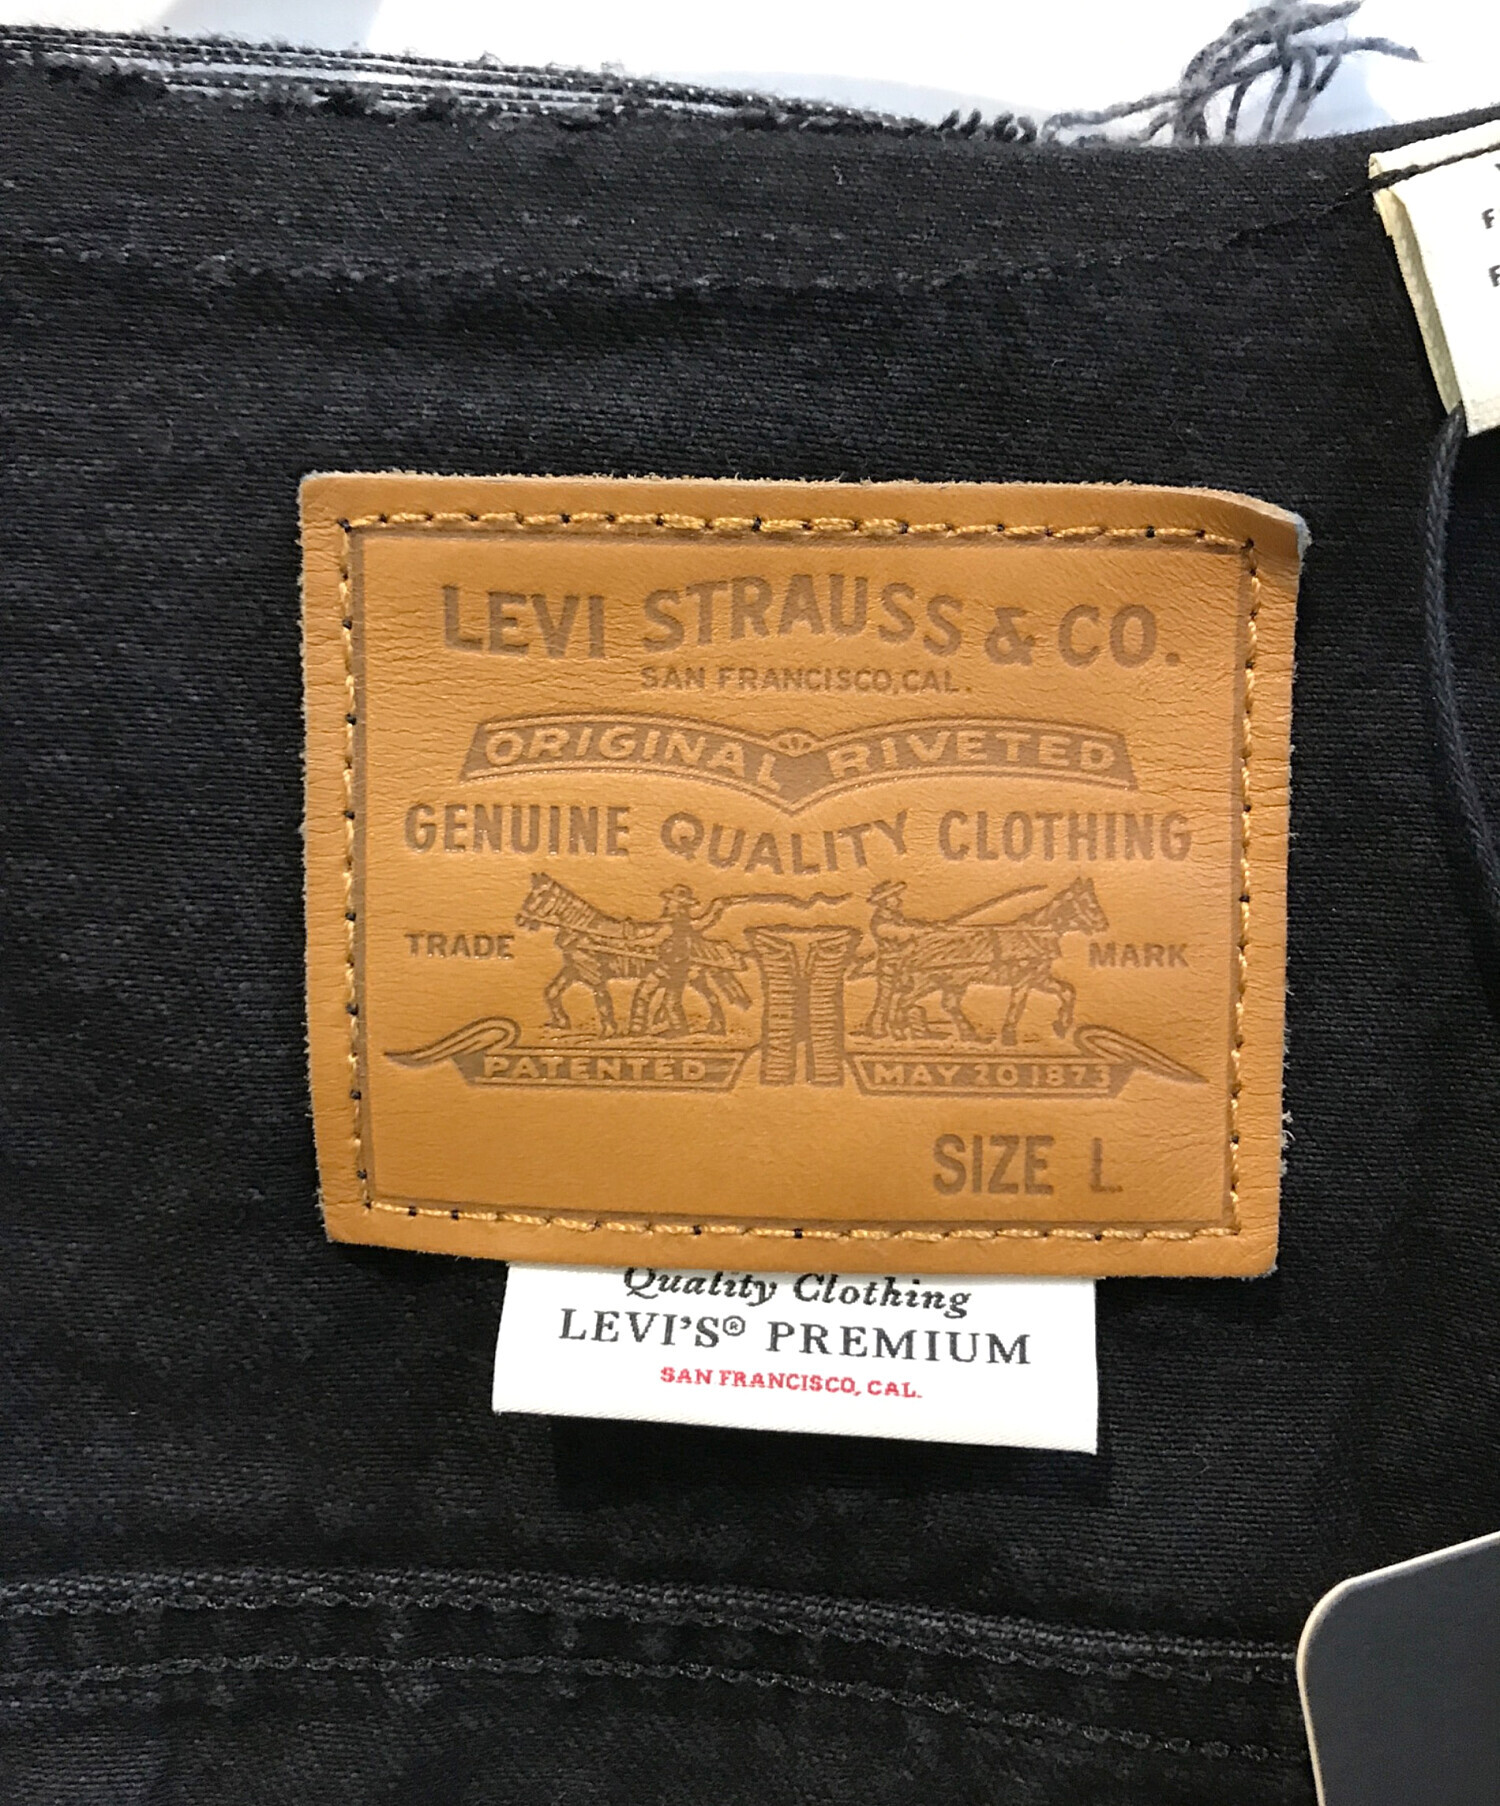 LEVI STRAUSS & CO.
SAN FRANCISCO, CAL.
ORIGINAL RIVETED
GENUINE QUALITY CLOTHING
TRADE MARK
PATENTED MAY 20 1873
SIZE L
Quality Clothing
LEVI'S® PREMIUM
SAN FRANCISCO, CAL.